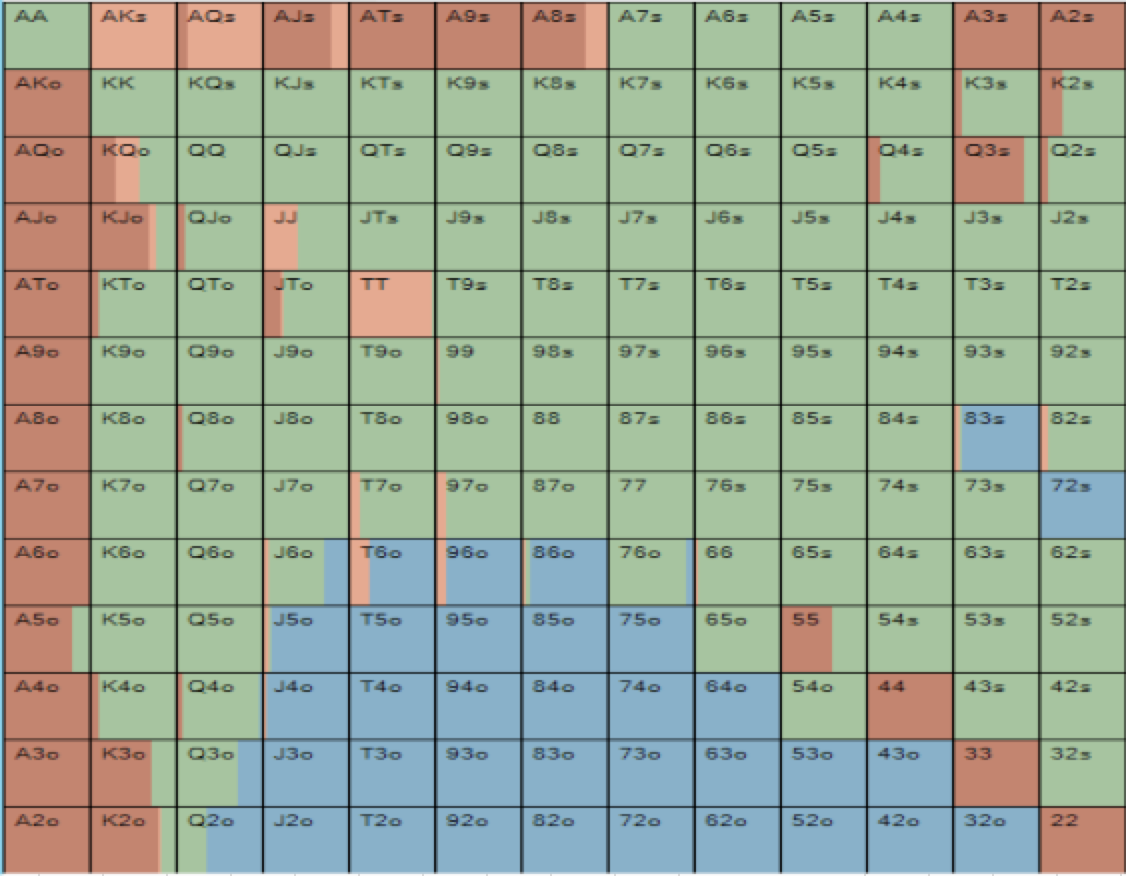 AA AKs AQs AJs ATs A9s A8s A7s A6s A5s A4s A3s A2s
AKo KK KQs KJs KTs K9s K8s K7s K6s K5s K4s K3s K2s
AQo KQo QQ QJs QTs Q9s Q8s Q7s Q6s Q5s Q4s Q3s Q2s
AJo KJo QJo JJ JTs J9s J8s J7s J6s J5s J4s J3s J2s
ATo KTo QTo JTo TT T9s T8s T7s T6s T5s T4s T3s T2s
A9o K9o Q9o J9o T9o 99 98s 97s 96s 95s 94s 93s 92s
A8o K8o Q8o J8o T8o 98o 88 87s 86s 85s 84s 83s 82s
A7o K7o Q7o J7o T7o 97o 87o 77 76s 75s 74s 73s 72s
A6o K6o Q6o J6o T6o 96o 86o 76o 66 65s 64s 63s 62s
A5o K5o Q5o J5o T5o 95o 85o 75o 65o 55 54s 53s 52s
A4o K4o Q4o J4o T4o 94o 84o 74o 64o 54o 44 43s 42s
A3o K3o Q3o J3o T3o 93o 83o 73o 63o 53o 43o 33 32s
A2o K2o Q2o J2o T2o 92o 82o 72o 62o 52o 42o 32o 22